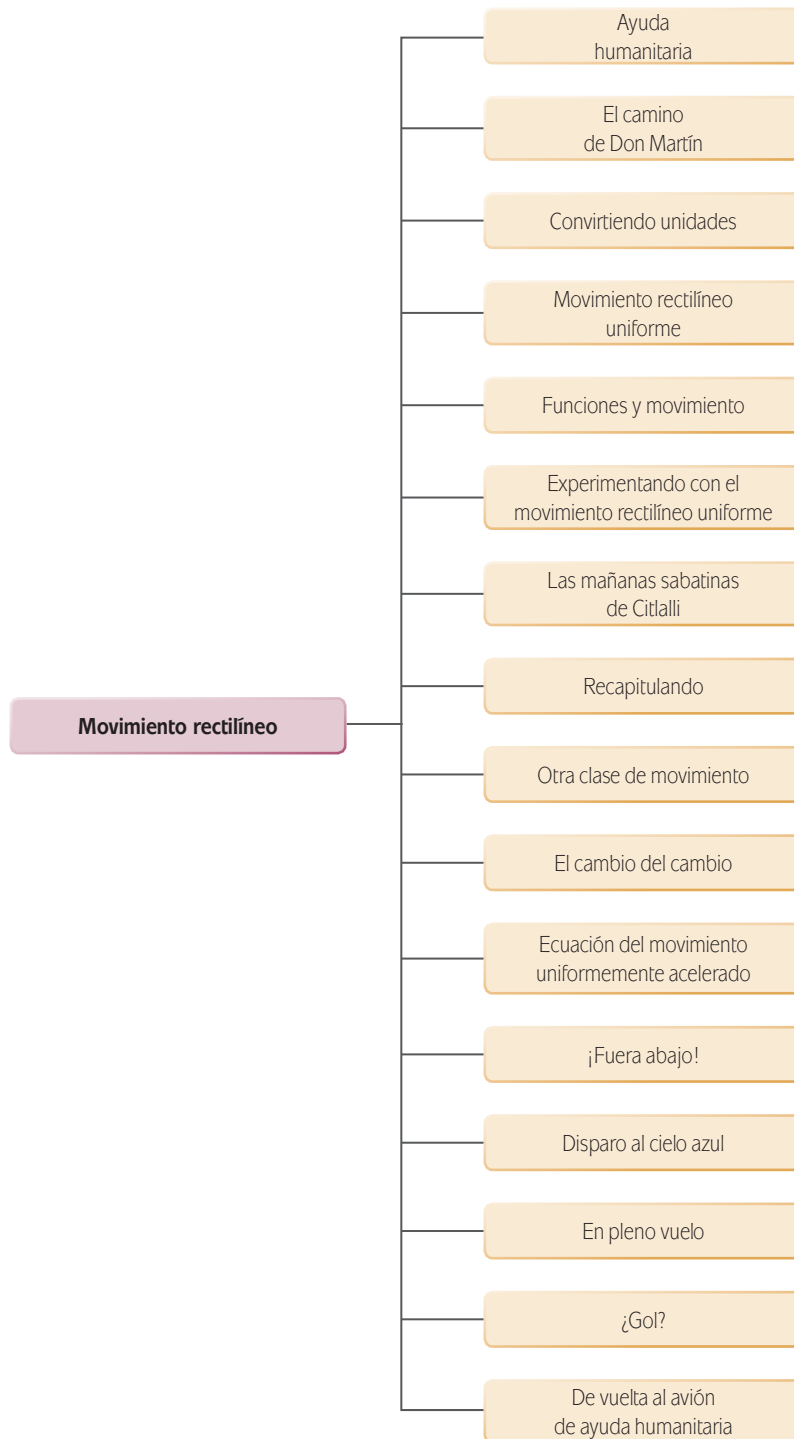 Ayuda
humanitaria
El camino
de Don Martín
Convirtiendo unidades
Movimiento rectilíneo
uniforme
Funciones y movimiento
Experimentando con el
movimiento rectilíneo uniforme
Las mañanas sabatinas
de Citlalli
Movimiento rectilíneo
Recapitulando
Otra clase de movimiento
El cambio del cambio
Ecuación del movimiento
uniformemente acelerado
¡Fuera abajo!
Disparo al cielo azul
En pleno vuelo
¿Gol?
De vuelta al avión
de ayuda humanitaria